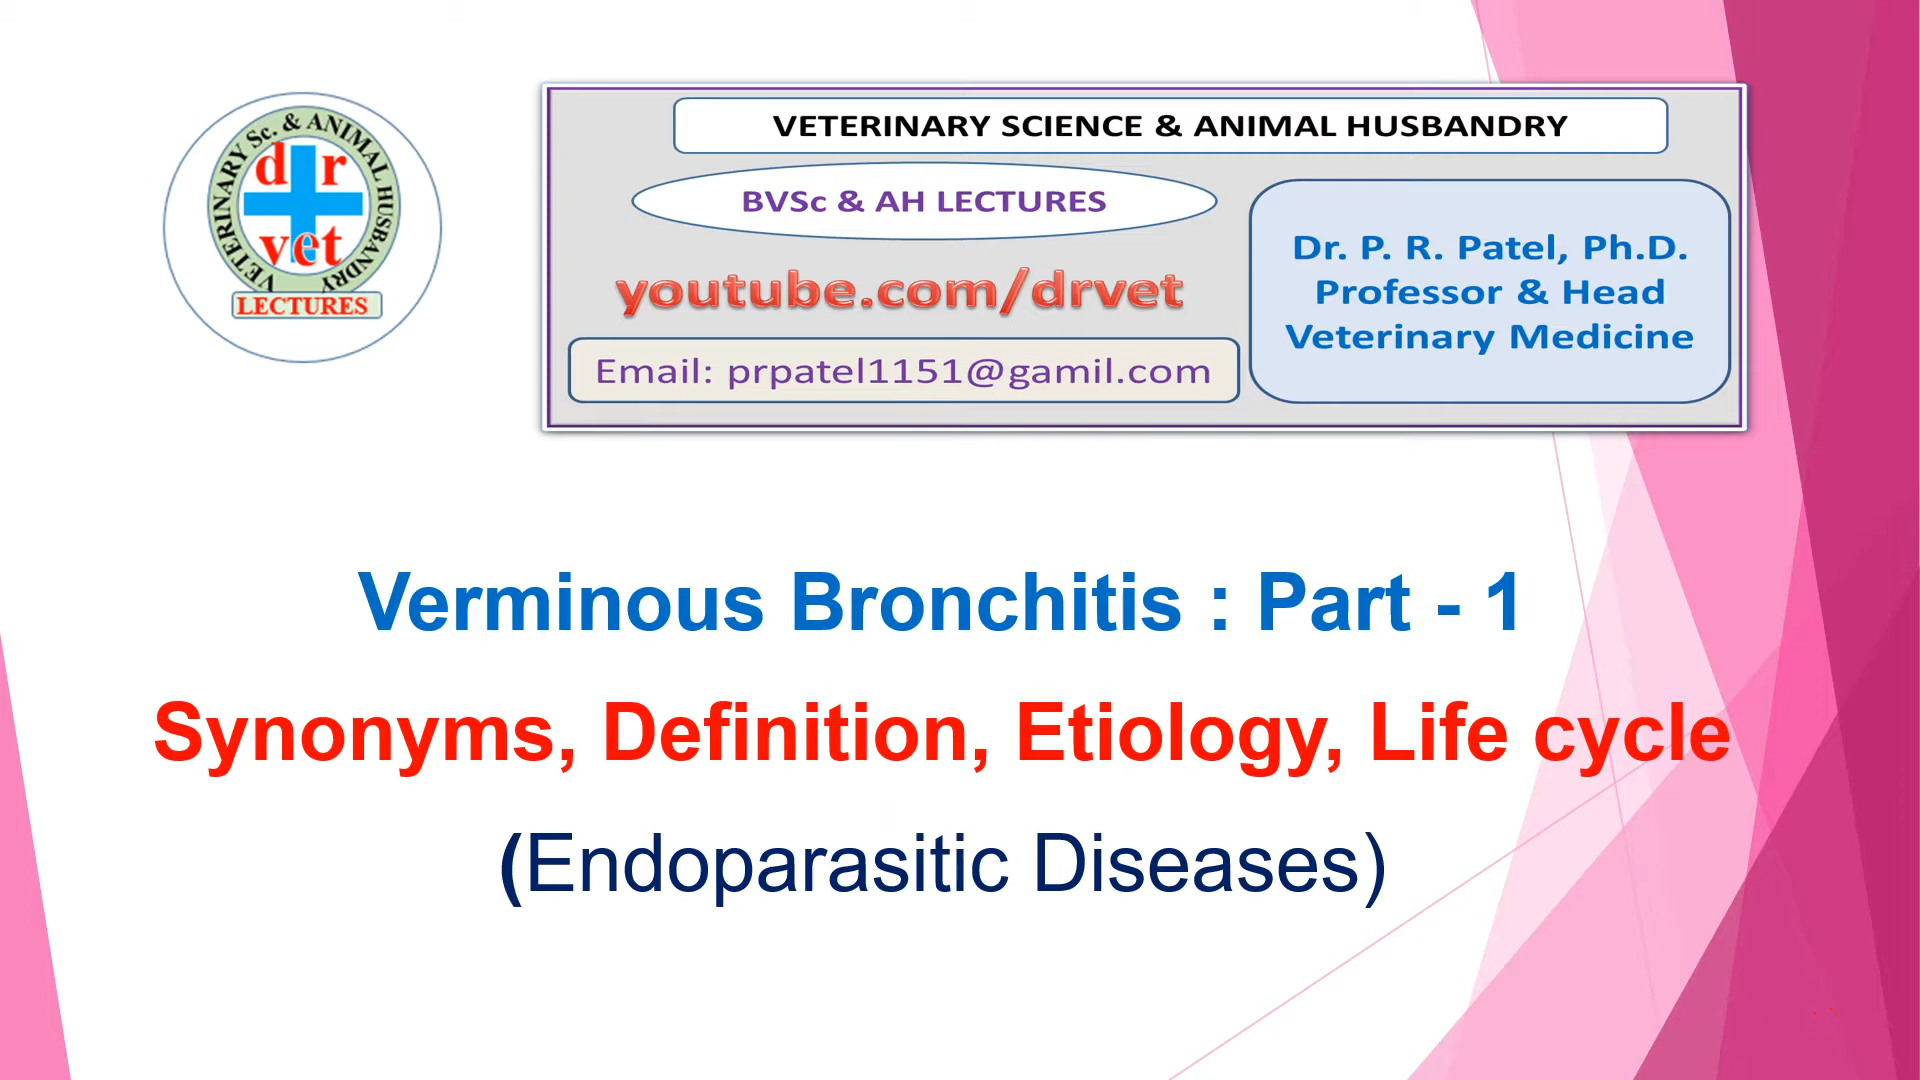 VETERINARY Sc. & ANIMAL HUSBANDRY
dr
vet
LECTURES
VETERINARY SCIENCE & ANIMAL HUSBANDRY
BVSc & AH LECTURES
youtube.com/drvet
Email: prpatel1151@gamil.com
Dr. P. R. Patel, Ph.D.
Professor & Head
Veterinary Medicine
Verminous Bronchitis : Part - 1
Synonyms, Definition, Etiology, Life cycle
(Endoparasitic Diseases)